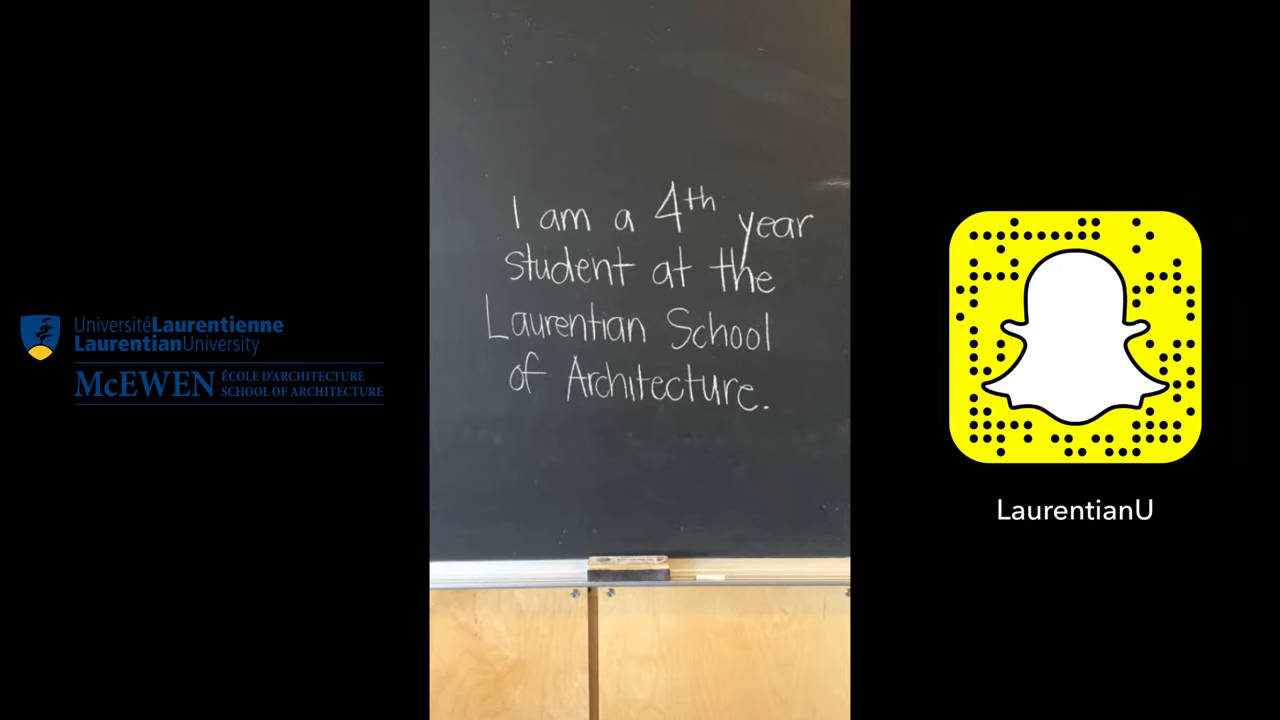 UniversitéLaurentienne
LaurentianUniversity
McEWEN ÉCOLE D'ARCHITECTURE
SCHOOL OF ARCHITECTURE
I am a 4th year
student at the
Laurentian School
of Architecture.
LaurentianU